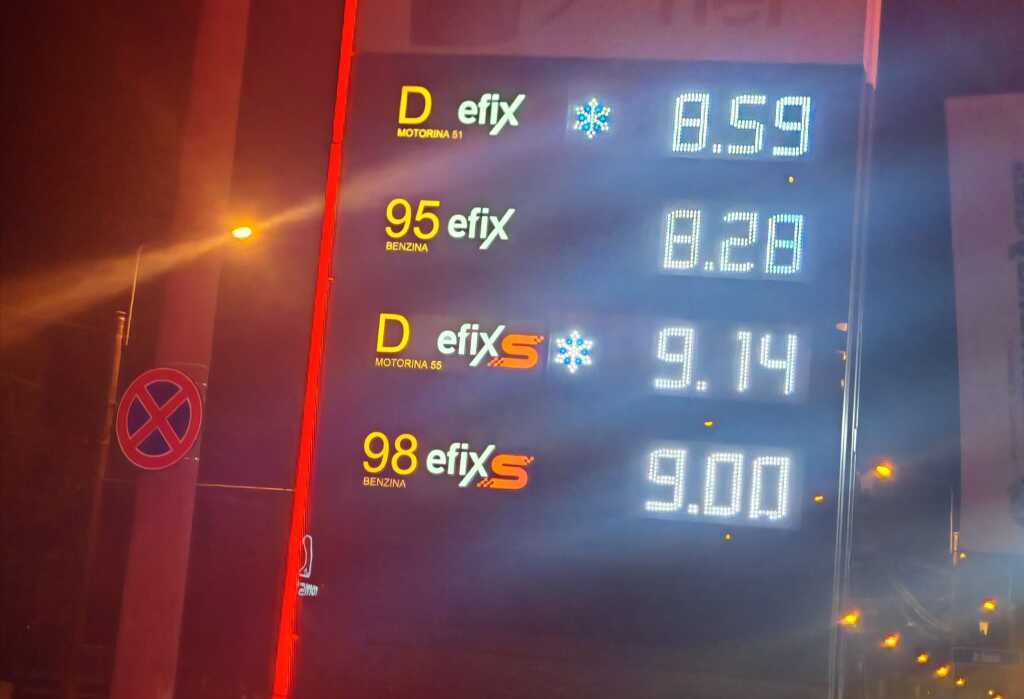 D efix 8.59
MOTORINA 51
95 efix 8.28
BENZINA
D efixS 9.14
MOTORINA 55
98 efixS 9.00
BENZINA